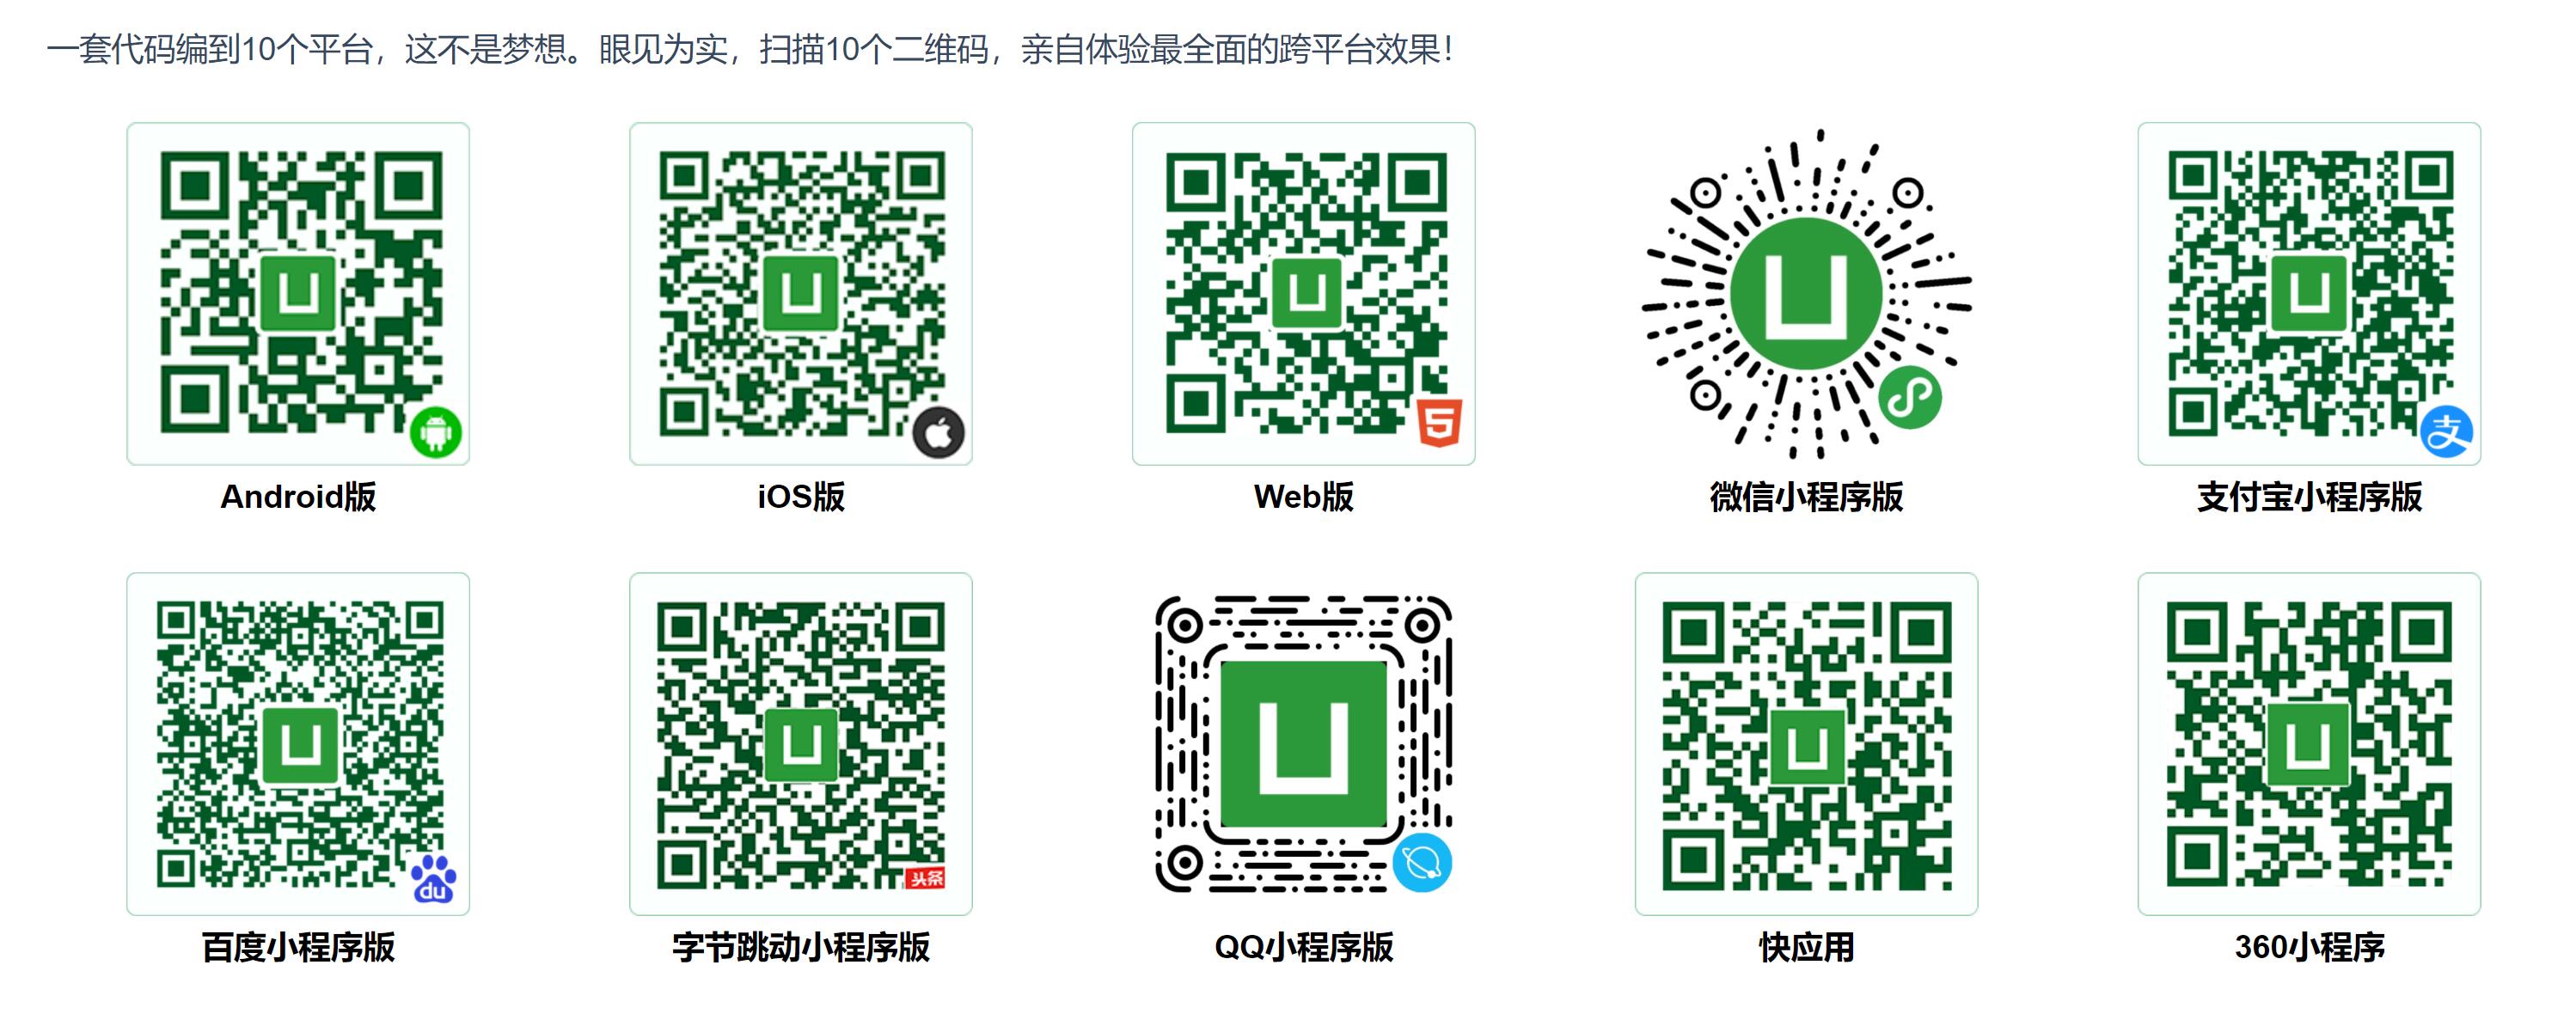 一套代码编到10个平台，这不是梦想。眼见为实，扫描10个二维码，亲自体验最全面的跨平台效果！
Android版
iOS版
5
Web版
微信小程序版
支
支付宝小程序版
du
百度小程序版
头条
字节跳动小程序版
QQ小程序版
快应用
360小程序